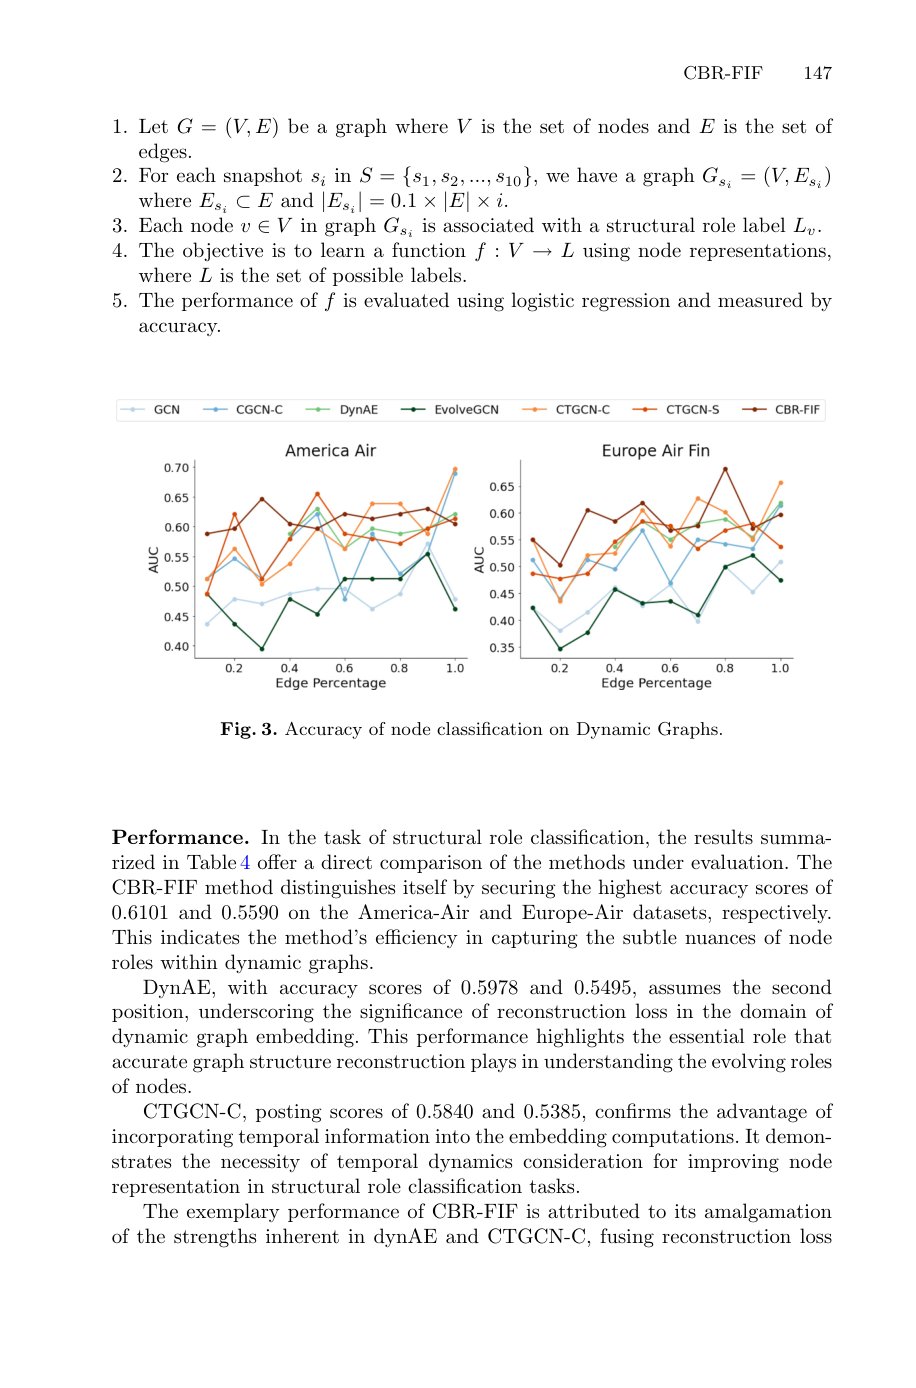 CBR-FIF 147
1. Let G = (V, E) be a graph where V is the set of nodes and E is the set of
edges.
2. For each snapshot s_i in S = {s_1, s_2, ..., s_10}, we have a graph G_{s_i} = (V, E_{s_i})
where E_{s_i} ⊂ E and |E_{s_i}| = 0.1 × |E| × i.
3. Each node v ∈ V in graph G_{s_i} is associated with a structural role label L_v.
4. The objective is to learn a function f : V → L using node representations,
where L is the set of possible labels.
5. The performance of f is evaluated using logistic regression and measured by
accuracy.
GCN CGCN-C DynAE EvolveGCN CTGCN-C CTGCN-S CBR-FIF
America Air
0.70
0.65
0.60
0.55
0.50
0.45
0.40
AUC
0.2 0.4 0.6 0.8 1.0
Edge Percentage
Europe Air Fin
0.65
0.60
0.55
0.50
0.45
0.40
0.35
AUC
0.2 0.4 0.6 0.8 1.0
Edge Percentage
Fig. 3. Accuracy of node classification on Dynamic Graphs.
Performance. In the task of structural role classification, the results summa-
rized in Table 4 offer a direct comparison of the methods under evaluation. The
CBR-FIF method distinguishes itself by securing the highest accuracy scores of
0.6101 and 0.5590 on the America-Air and Europe-Air datasets, respectively.
This indicates the method's efficiency in capturing the subtle nuances of node
roles within dynamic graphs.
DynAE, with accuracy scores of 0.5978 and 0.5495, assumes the second
position, underscoring the significance of reconstruction loss in the domain of
dynamic graph embedding. This performance highlights the essential role that
accurate graph structure reconstruction plays in understanding the evolving roles
of nodes.
CTGCN-C, posting scores of 0.5840 and 0.5385, confirms the advantage of
incorporating temporal information into the embedding computations. It demon-
strates the necessity of temporal dynamics consideration for improving node
representation in structural role classification tasks.
The exemplary performance of CBR-FIF is attributed to its amalgamation
of the strengths inherent in dynAE and CTGCN-C, fusing reconstruction loss